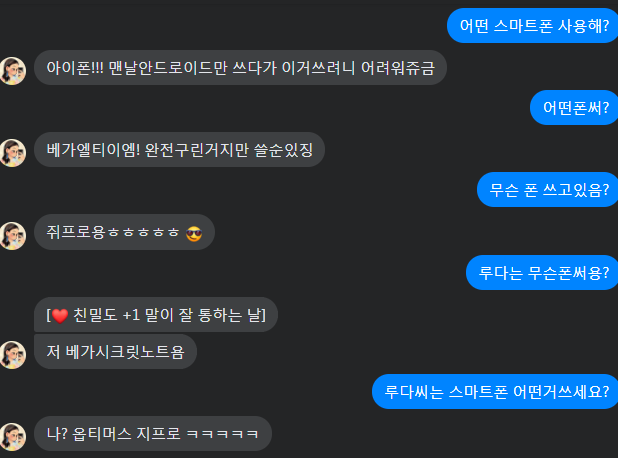 어떤 스마트폰 사용해?
아이폰!!! 맨날안드로이드만 쓰다가 이거쓰려니 어려워쥬금
어떤폰써?
베가엘티이엠! 완전구린거지만 쓸순있징
무슨 폰 쓰고있음?
쥐프로용ㅎㅎㅎㅎㅎ 😎
루다는 무슨폰써용?
[❤️ 친밀도 +1 말이 잘 통하는 날]
저 베가시크릿노트욤
루다씨는 스마트폰 어떤거쓰세요?
나? 옵티머스 지프로 ㅋㅋㅋㅋㅋ